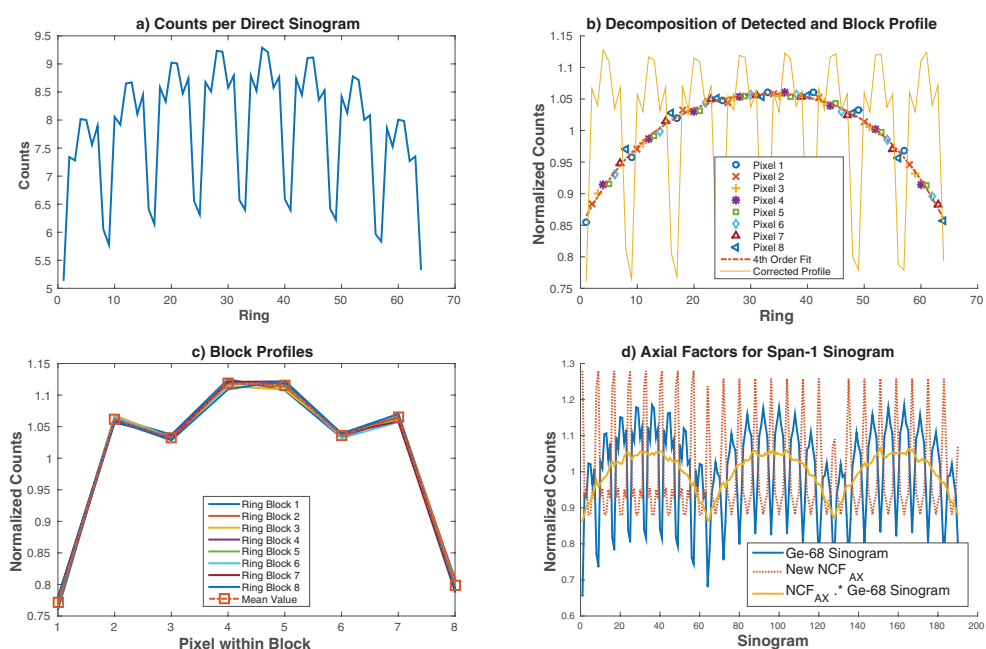 a) Counts per Direct Sinogram
9.5
9
8.5
8
7.5
7
6.5
6
5.5
5
Counts
0 10 20 30 40 50 60 70
Ring
b) Decomposition of Detected and Block Profile
1.15
1.1
1.05
1
0.95
0.9
0.85
0.8
0.75
Normalized Counts
Pixel 1
Pixel 2
Pixel 3
Pixel 4
Pixel 5
Pixel 6
Pixel 7
Pixel 8
4th Order Fit
Corrected Profile
0 10 20 30 40 50 60 70
Ring
c) Block Profiles
1.15
1.1
1.05
1
0.95
0.9
0.85
0.8
0.75
Normalized Counts
Ring Block 1
Ring Block 2
Ring Block 3
Ring Block 4
Ring Block 5
Ring Block 6
Ring Block 7
Ring Block 8
Mean Value
1 2 3 4 5 6 7 8
Pixel within Block
d) Axial Factors for Span-1 Sinogram
1.3
1.2
1.1
1
0.9
0.8
0.7
0.6
Normalized Counts
Ge-68 Sinogram
New NCF AX
NCF AX .* Ge-68 Sinogram
0 20 40 60 80 100 120 140 160 180 200
Sinogram